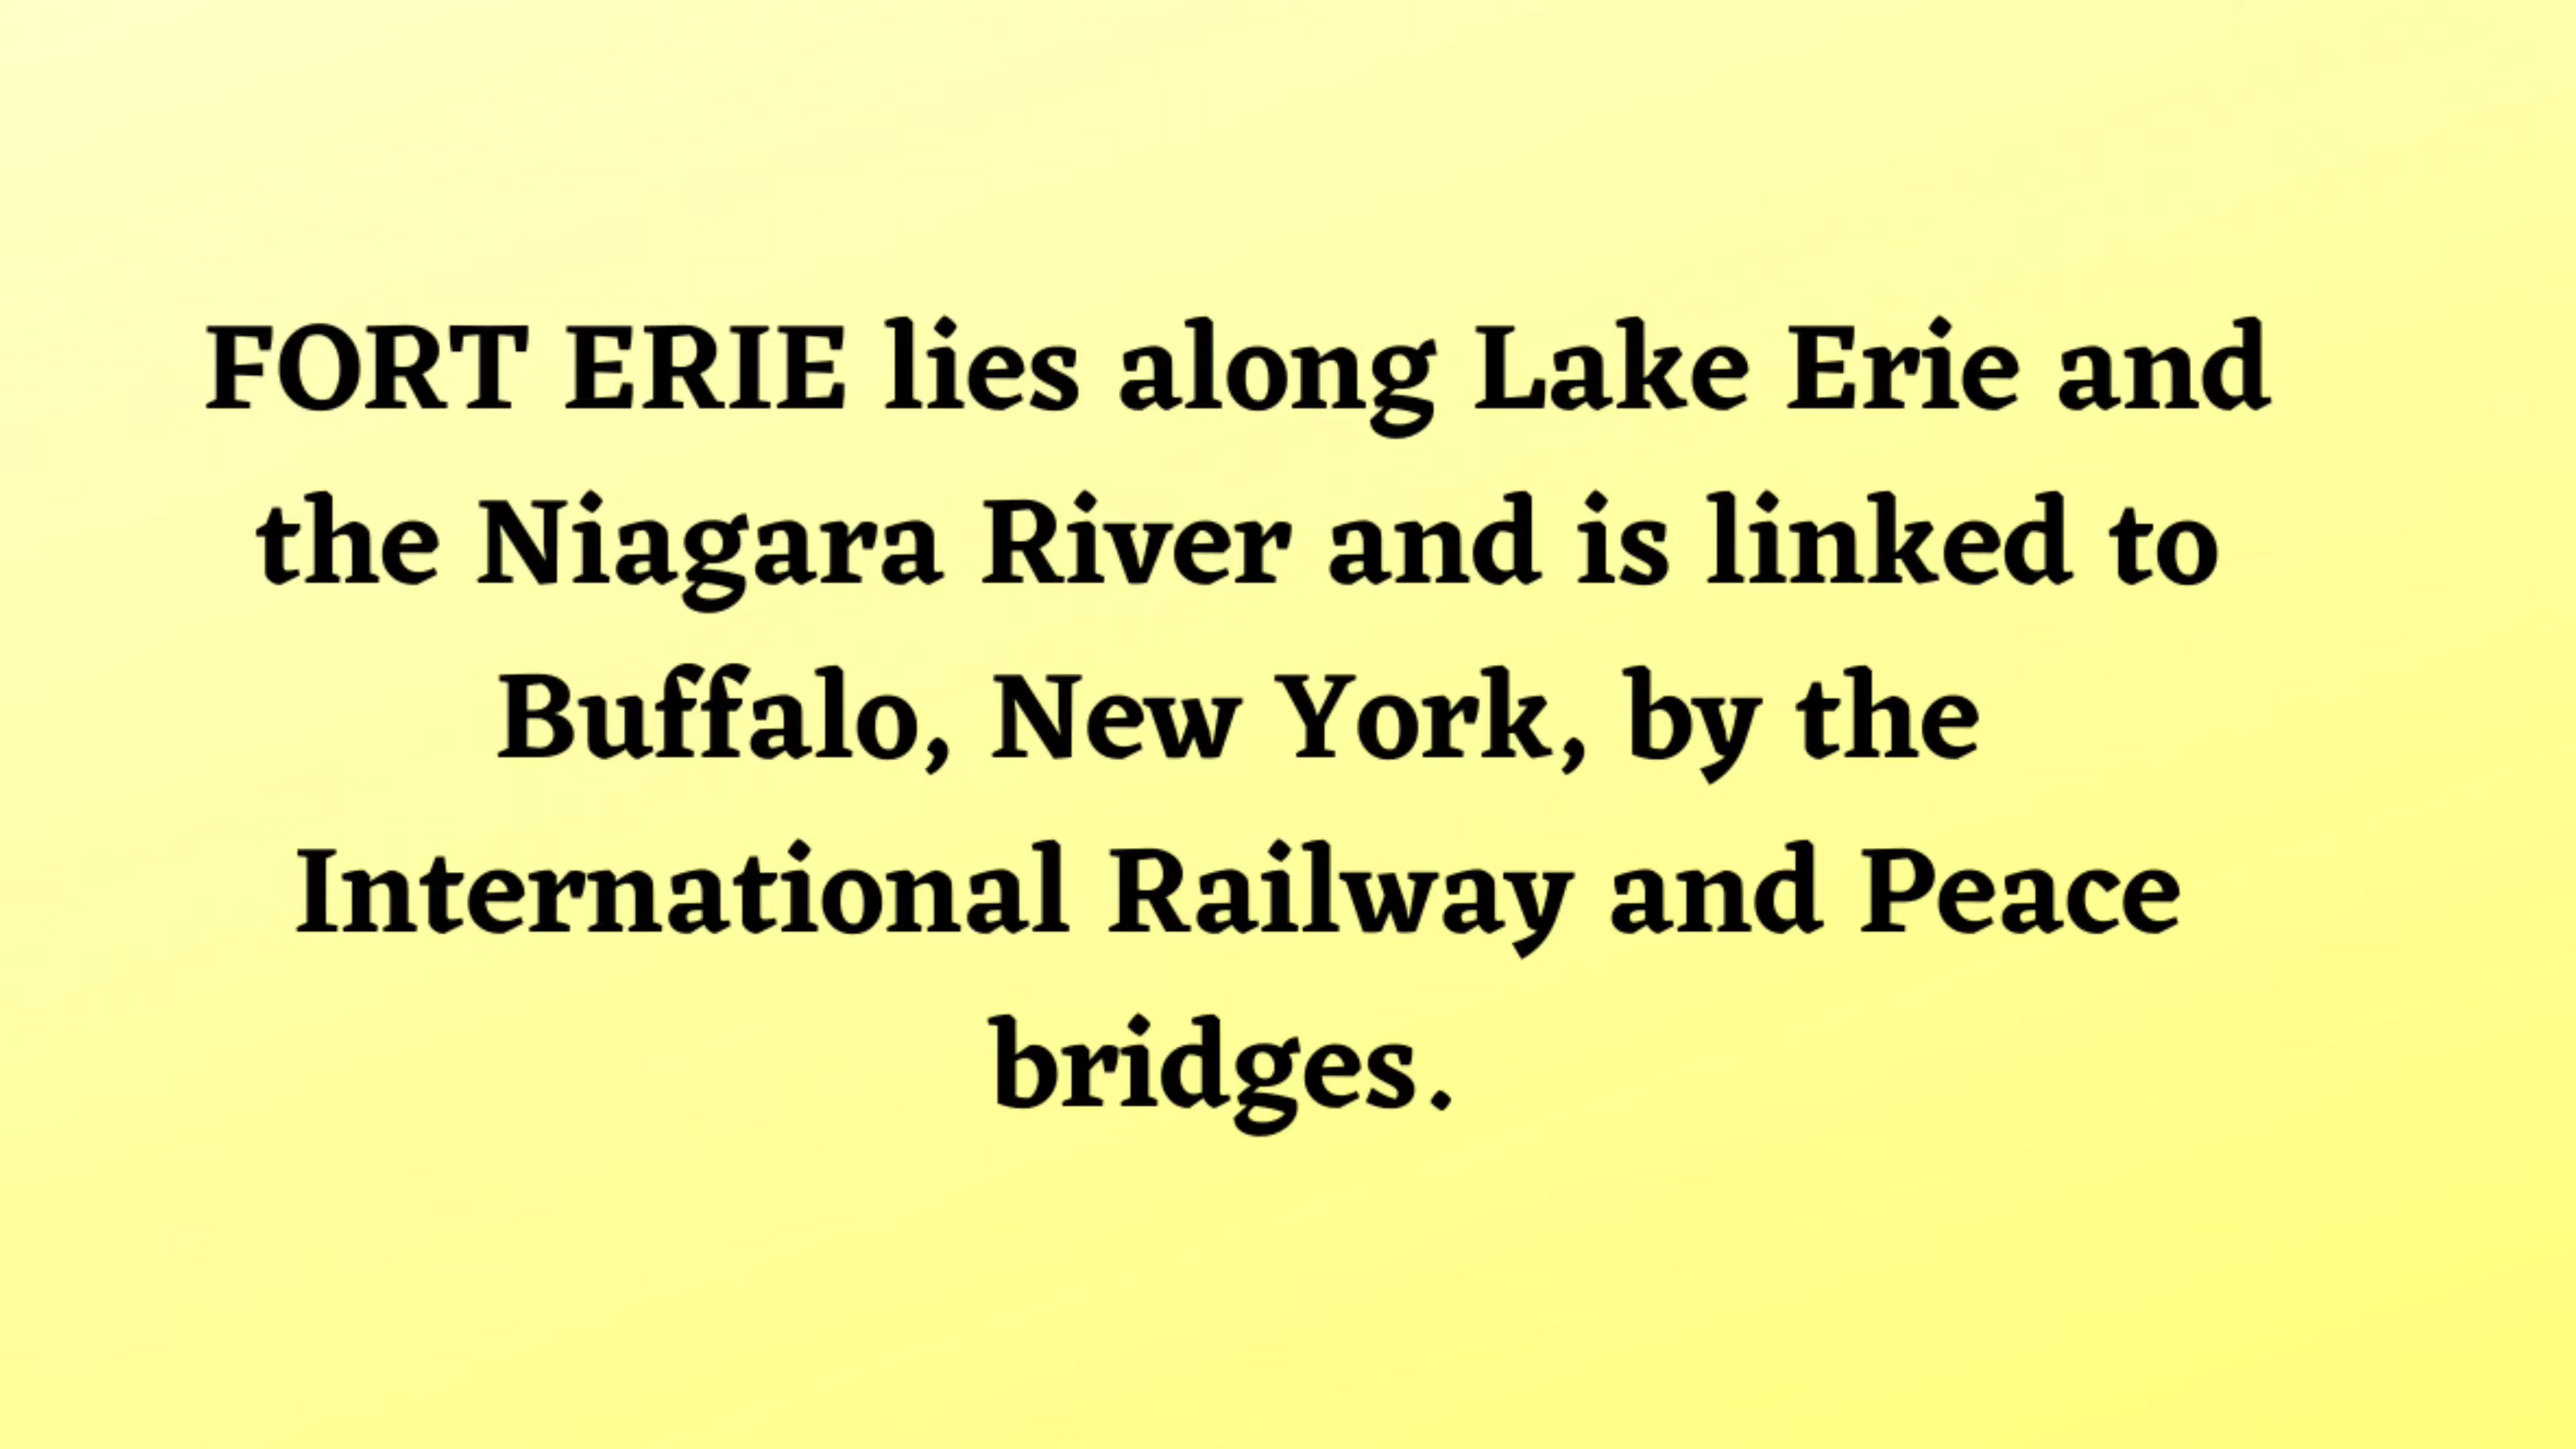 FORT ERIE lies along Lake Erie and
the Niagara River and is linked to
Buffalo, New York, by the
International Railway and Peace
bridges.